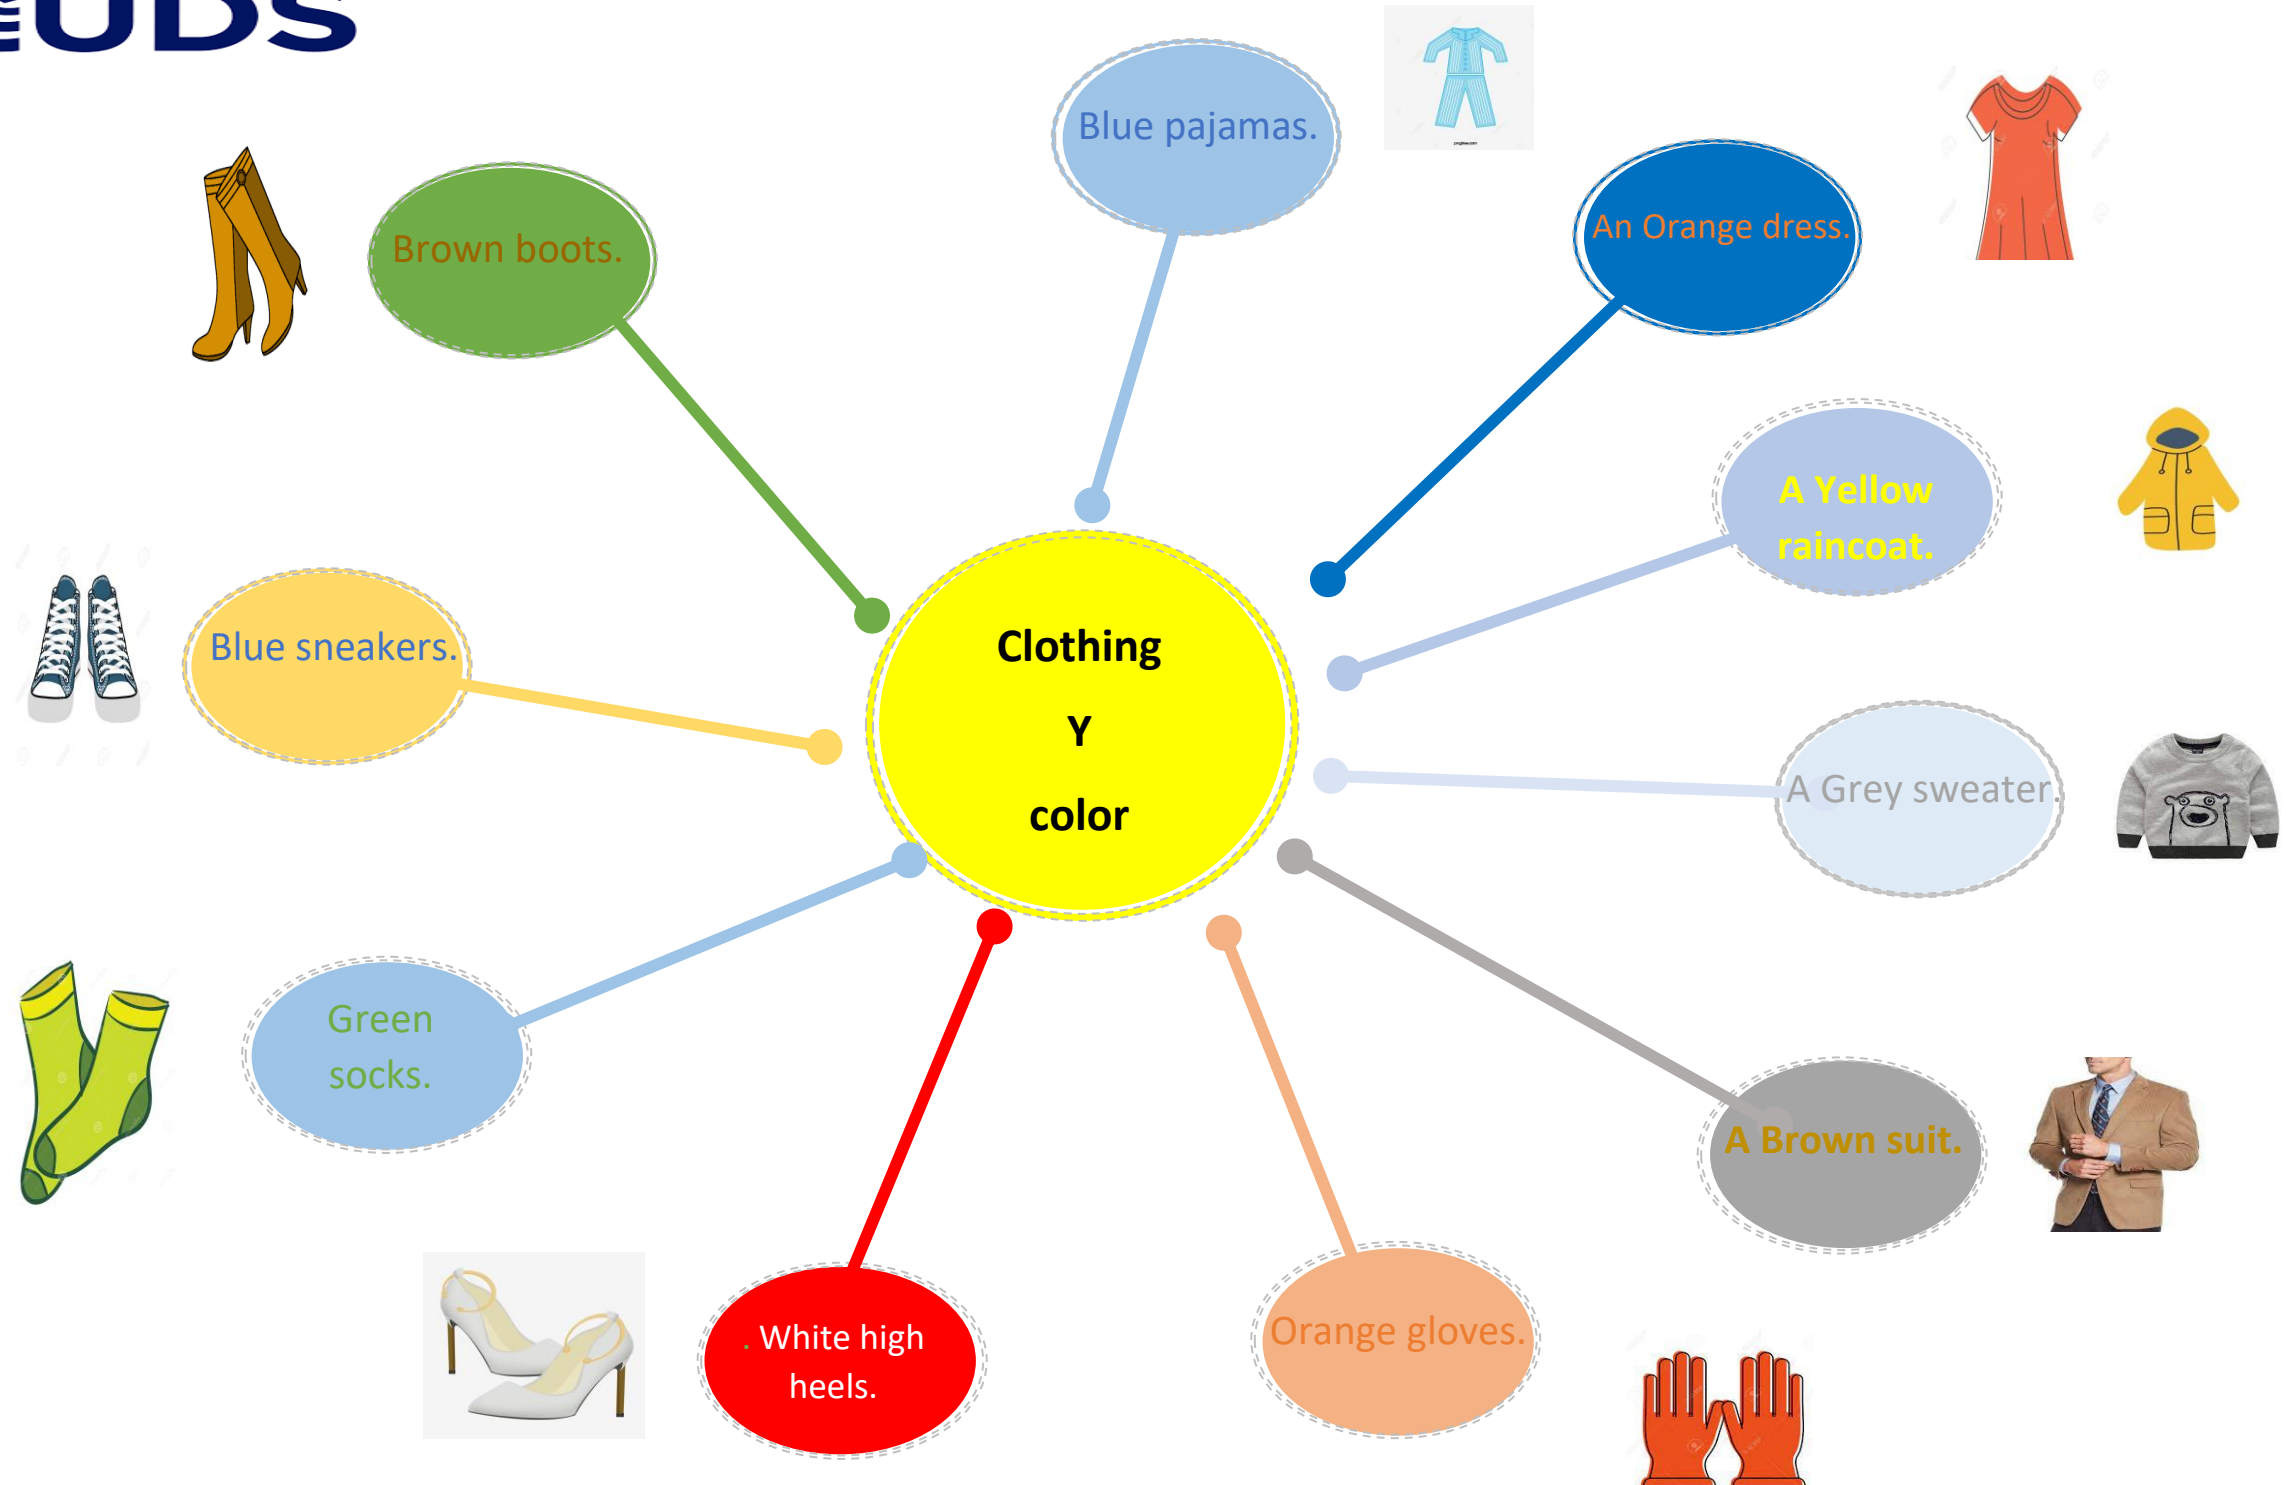 Blue pajamas.
An Orange dress.
Brown boots.
A Yellow
raincoat.
Clothing
Y
color
Blue sneakers.
A Grey sweater.
Green
socks.
A Brown suit.
. White high
heels.
Orange gloves.